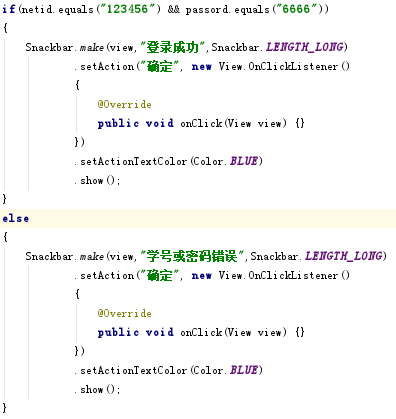 if(netid.equals("123456") && passord.equals("6666"))
{
Snackbar.make(view,"登录成功",Snackbar.LENGTH_LONG)
.setAction("确定", new View.OnClickListener()
{
@Override
public void onClick(View view) {}
})
.setActionTextColor(Color.BLUE)
.show();
}
else
{
Snackbar.make(view,"学号或密码错误",Snackbar.LENGTH_LONG)
.setAction("确定", new View.OnClickListener()
{
@Override
public void onClick(View view) {}
})
.setActionTextColor(Color.BLUE)
.show();
}